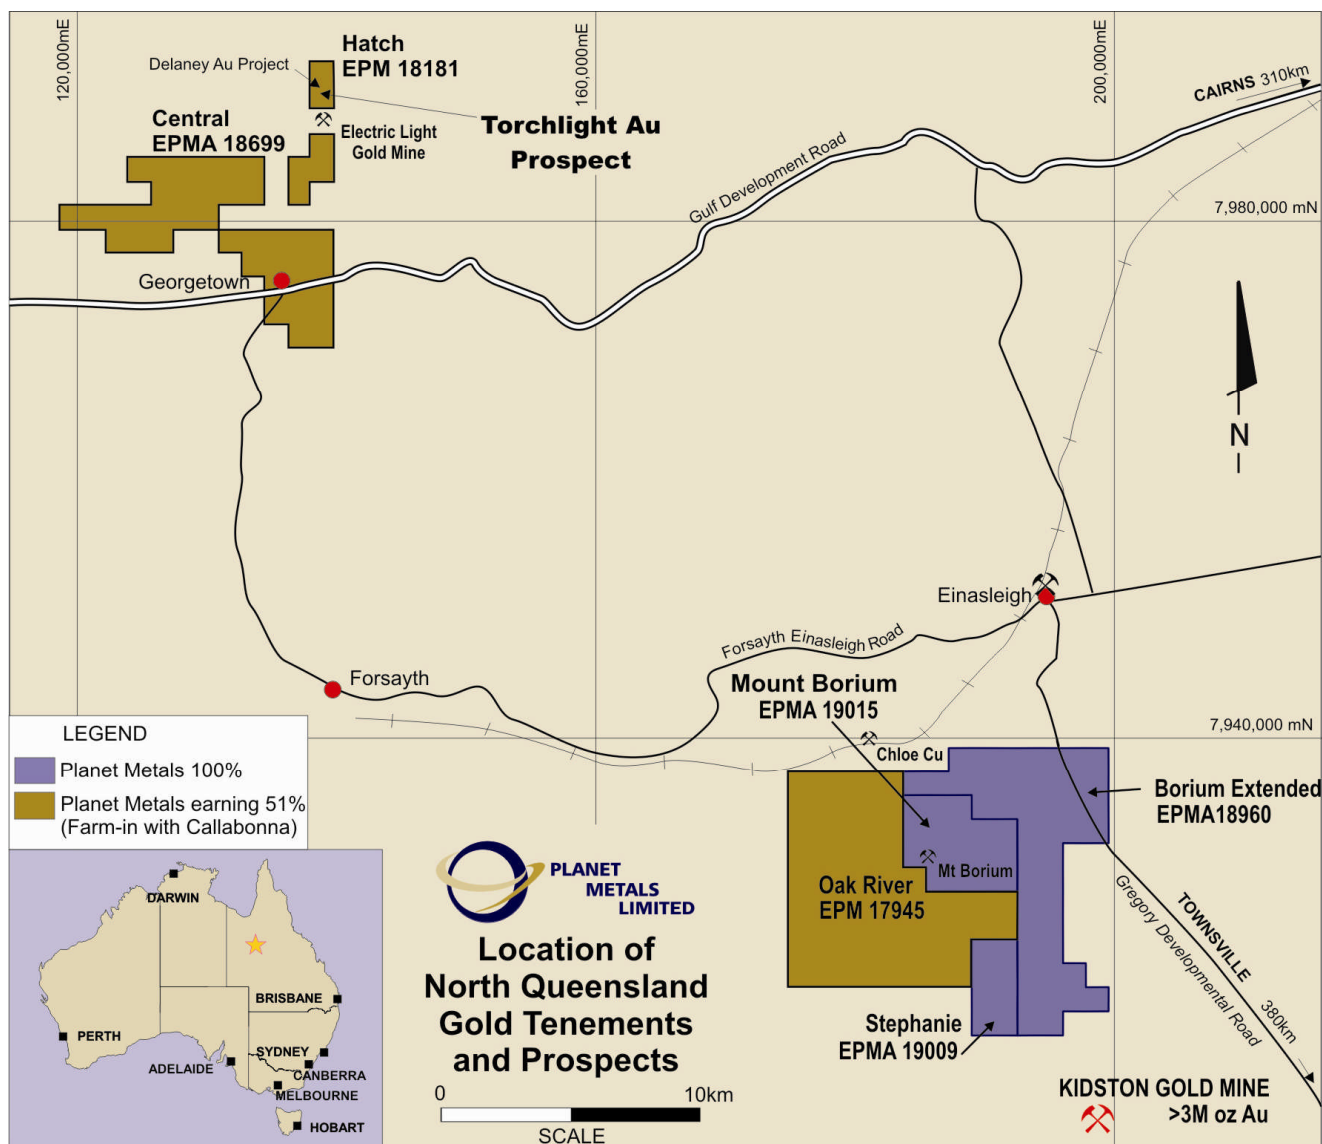 120,000mE
160,000mE
200,000mE
Hatch
EPM 18181
Delaney Au Project
CAIRNS 310km
Central
EPMA 18699
Electric Light
Gold Mine
Torchlight Au
Prospect
Gulf Development Road
7,980,000 mN
Georgetown
N
Einasleigh
Forsayth Einasleigh Road
Forsayth
Mount Borium
EPMA 19015
7,940,000 mN
Chloe Cu
LEGEND
Planet Metals 100%
Planet Metals earning 51%
(Farm-in with Callabonna)
Borium Extended
EPMA18960
Mt Borium
Oak River
EPM 17945
PLANET
METALS
LIMITED
Location of
North Queensland
Gold Tenements
and Prospects
TOWNSVILLE 380km
Gregory Developmental Road
Stephanie
EPMA 19009
DARWIN
BRISBANE
PERTH
ADELAIDE
SYDNEY
CANBERRA
MELBOURNE
HOBART
0 10km
SCALE
KIDSTON GOLD MINE
>3M oz Au